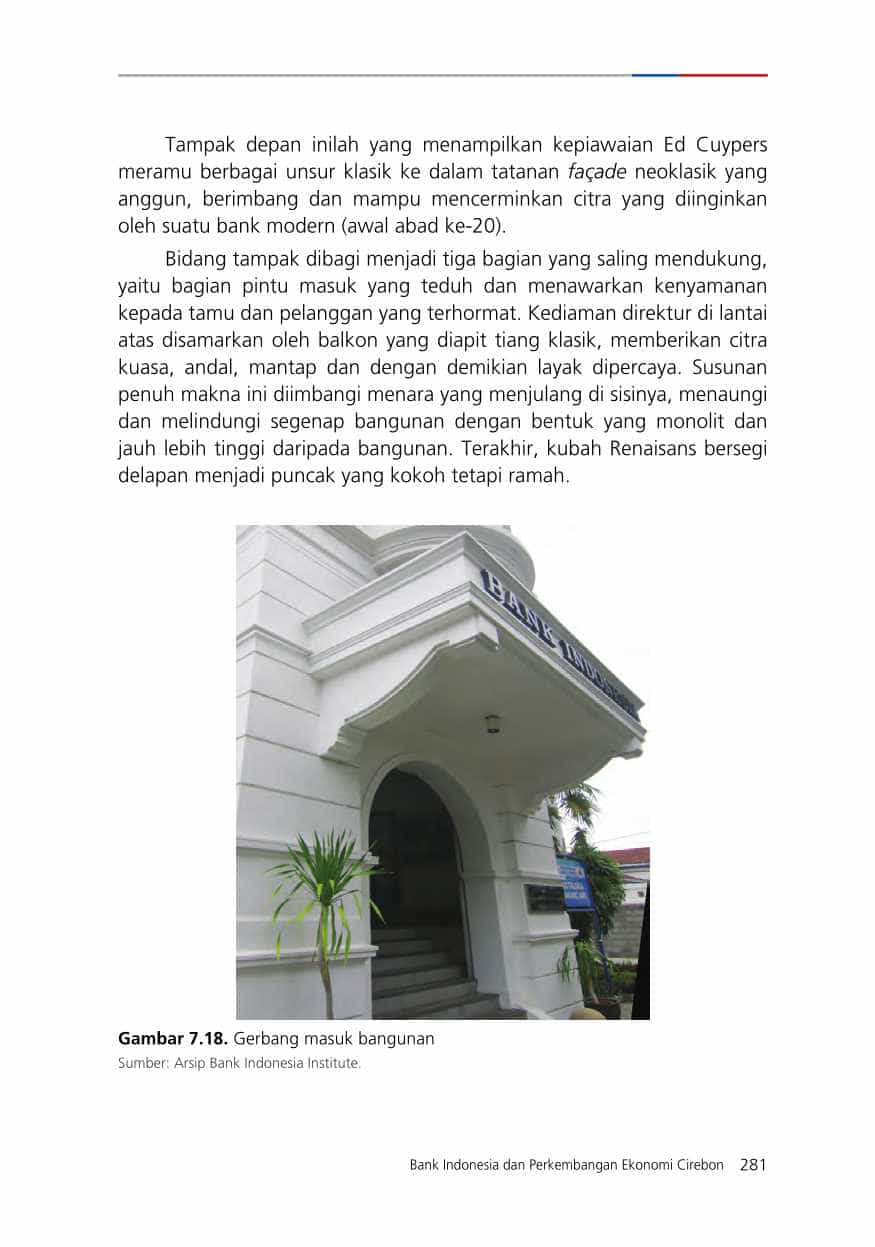 Tampak depan inilah yang menampilkan kepiawaian Ed Cuypers
meramu berbagai unsur klasik ke dalam tatanan façade neoklasik yang
anggun, berimbang dan mampu mencerminkan citra yang diinginkan
oleh suatu bank modern (awal abad ke-20).
Bidang tampak dibagi menjadi tiga bagian yang saling mendukung,
yaitu bagian pintu masuk yang teduh dan menawarkan kenyamanan
kepada tamu dan pelanggan yang terhormat. Kediaman direktur di lantai
atas disamarkan oleh balkon yang diapit tiang klasik, memberikan citra
kuasa, andal, mantap dan dengan demikian layak dipercaya. Susunan
penuh makna ini diimbangi menara yang menjulang di sisinya, menaungi
dan melindungi segenap bangunan dengan bentuk yang monolit dan
jauh lebih tinggi daripada bangunan. Terakhir, kubah Renaisans bersegi
delapan menjadi puncak yang kokoh tetapi ramah.
BANK INDONESIA
Gambar 7.18. Gerbang masuk bangunan
Sumber: Arsip Bank Indonesia Institute.
Bank Indonesia dan Perkembangan Ekonomi Cirebon 281